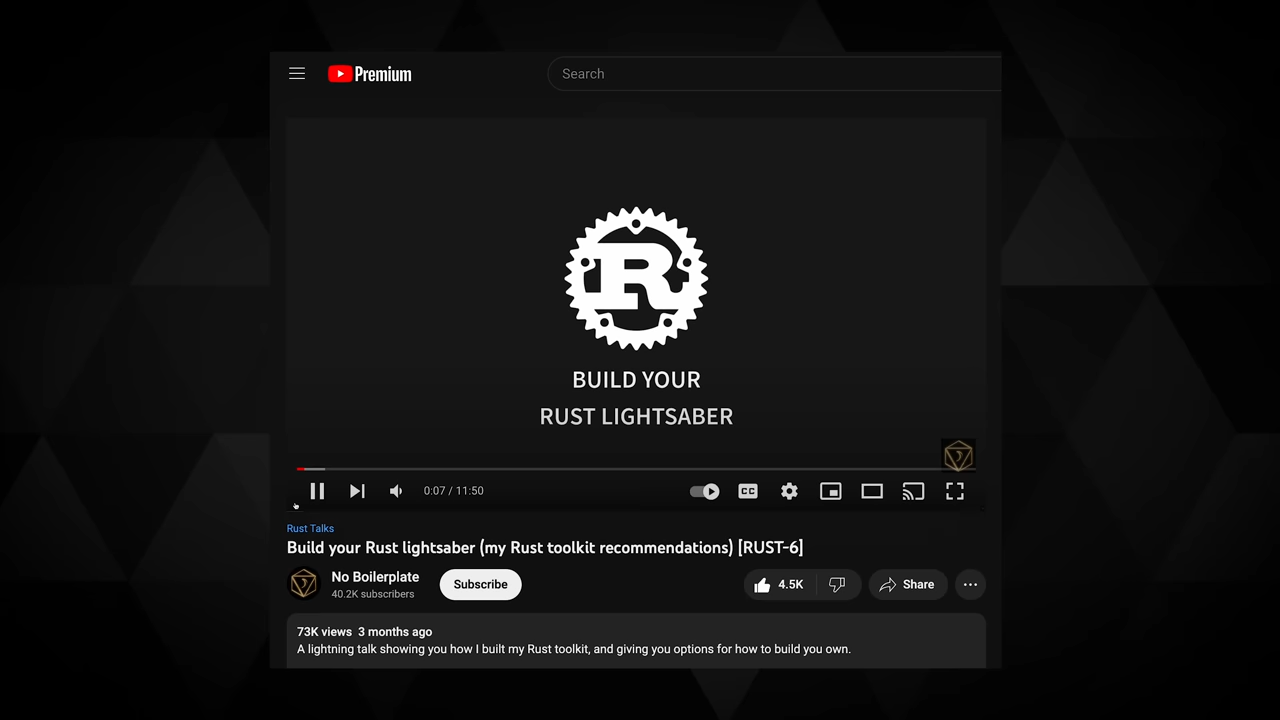 Premium
Search
R
BUILD YOUR
RUST LIGHTSABER
0:07 / 11:50
CC
Rust Talks
Build your Rust lightsaber (my Rust toolkit recommendations) [RUST-6]
No Boilerplate
40.2K subscribers
Subscribe
4.5K
Share
73K views 3 months ago
A lightning talk showing you how I built my Rust toolkit, and giving you options for how to build you own.